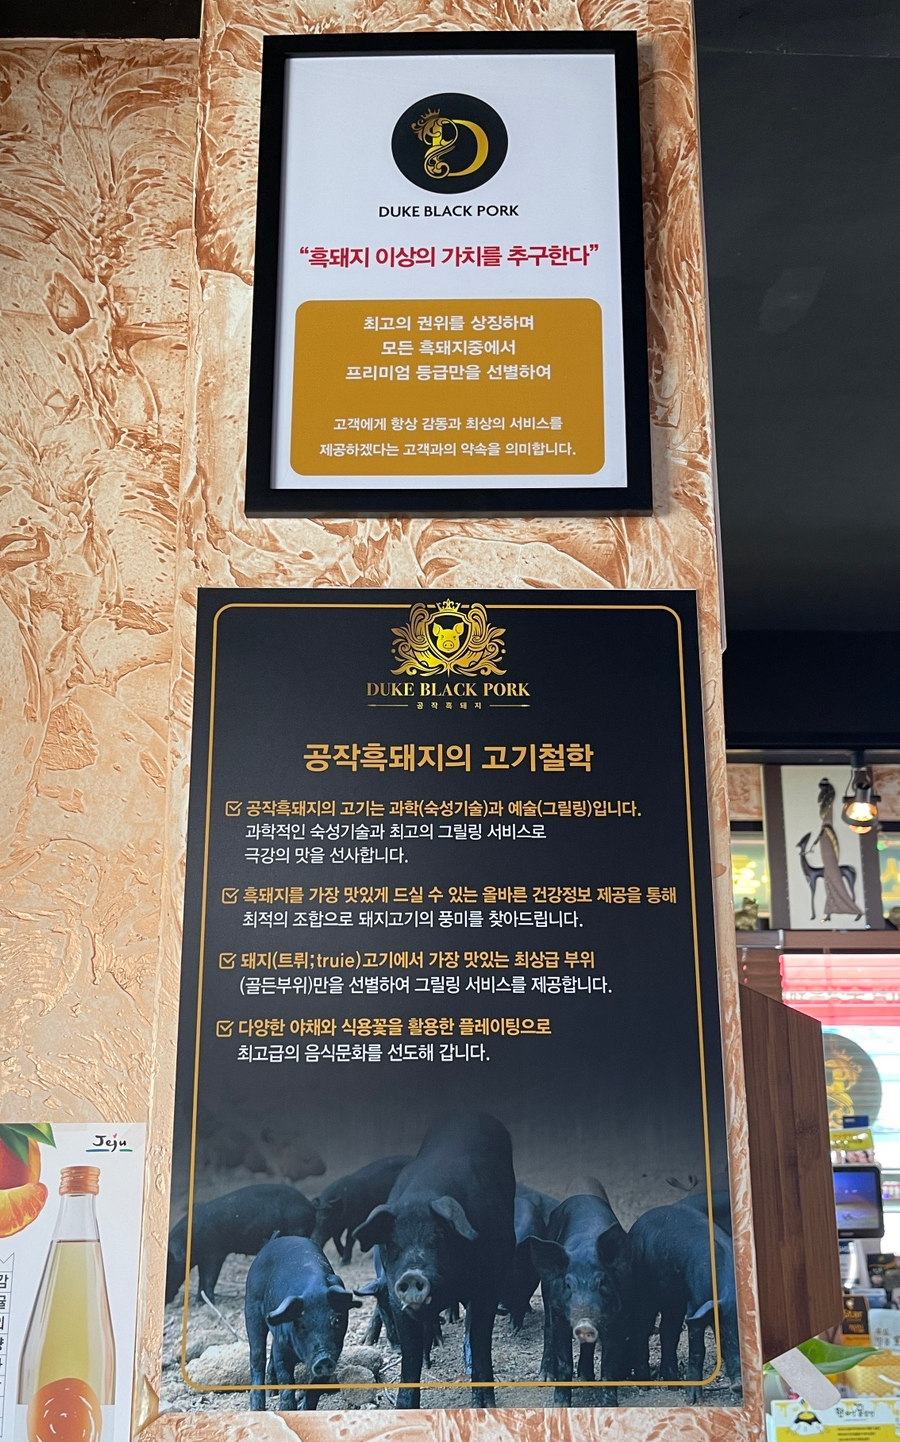 DUKE BLACK PORK
“흑돼지 이상의 가치를 추구한다”
최고의 권위를 상징하며
모든 흑돼지중에서
프리미엄 등급만을 선별하여
고객에게 항상 감동과 최상의 서비스를
제공하겠다는 고객과의 약속을 의미합니다.
DUKE BLACK PORK
공작흑돼지
공작흑돼지의 고기철학
공작흑돼지의 고기는 과학(숙성기술)과 예술(그릴링)입니다.
과학적인 숙성기술과 최고의 그릴링 서비스로
극강의 맛을 선사합니다.
흑돼지를 가장 맛있게 드실 수 있는 올바른 건강정보 제공을 통해
최적의 조합으로 돼지고기의 풍미를 찾아드립니다.
돼지(트뤼;truie)고기에서 가장 맛있는 최상급 부위
(골든부위)만을 선별하여 그릴링 서비스를 제공합니다.
다양한 야채와 식용꽃을 활용한 플레이팅으로
최고급의 음식문화를 선도해 갑니다.
Jeju